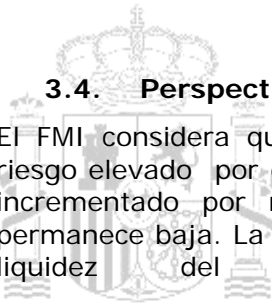 3.4. Perspect
El FMI considera qu
riesgo elevado por
incrementado por
permanece baja. La
liquidez del